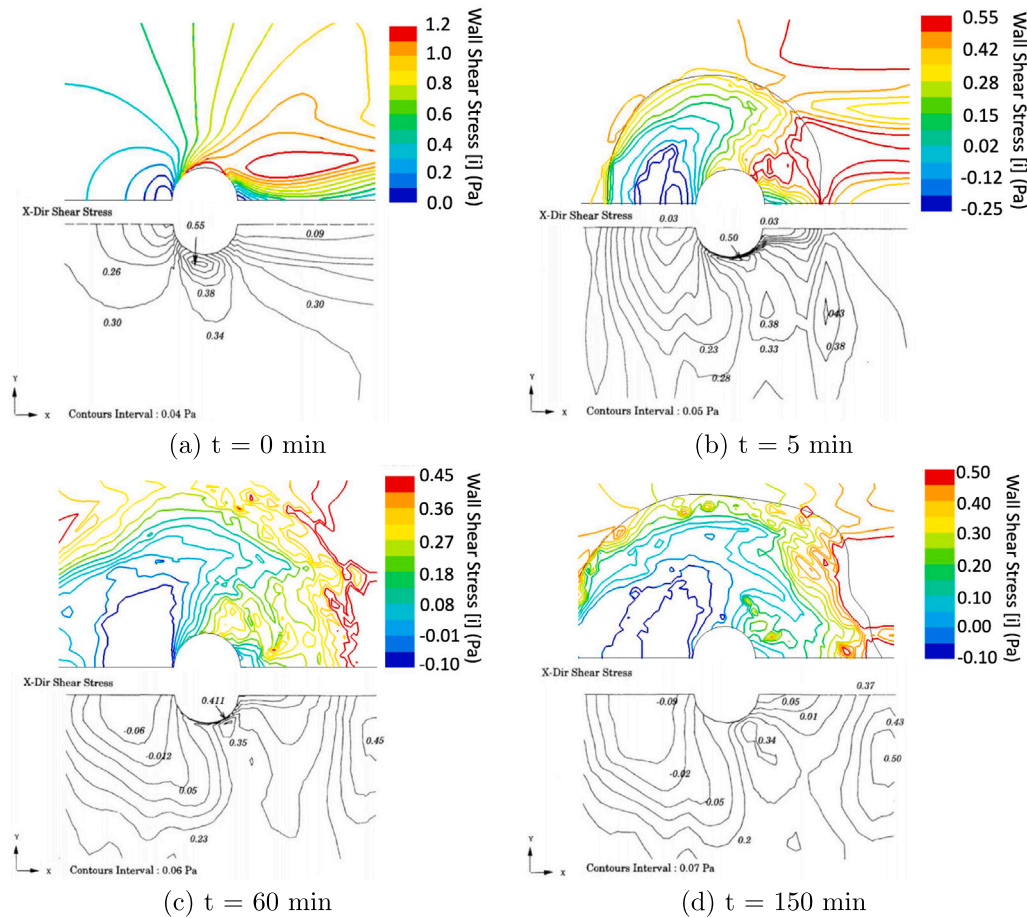 1.2
1.0
0.8
0.6
0.4
0.2
0.0
Wall Shear Stress [i] (Pa)
X-Dir Shear Stress
0.55
0.09
0.26
0.38
0.30
0.30
0.34
Y
X
Contours Interval : 0.04 Pa
(a) t = 0 min
0.55
0.42
0.28
0.15
0.02
-0.12
-0.25
Wall Shear Stress [i] (Pa)
X-Dir Shear Stress
0.03
0.03
0.50
0.38
.043
0.23
0.33
0.38
0.28
Y
X
Contours Interval : 0.05 Pa
(b) t = 5 min
0.45
0.36
0.27
0.18
0.08
-0.01
-0.10
Wall Shear Stress [i] (Pa)
X-Dir Shear Stress
0.411
-0.06
0.35
0.45
-0.012
0.05
0.23
Y
X
Contours Interval : 0.06 Pa
(c) t = 60 min
0.50
0.40
0.30
0.20
0.10
0.00
-0.10
Wall Shear Stress [i] (Pa)
X-Dir Shear Stress
0.37
-0.09
0.05
0.01
0.43
0.34
0.50
-0.02
0.05
0.2
Y
X
Contours Interval : 0.07 Pa
(d) t = 150 min